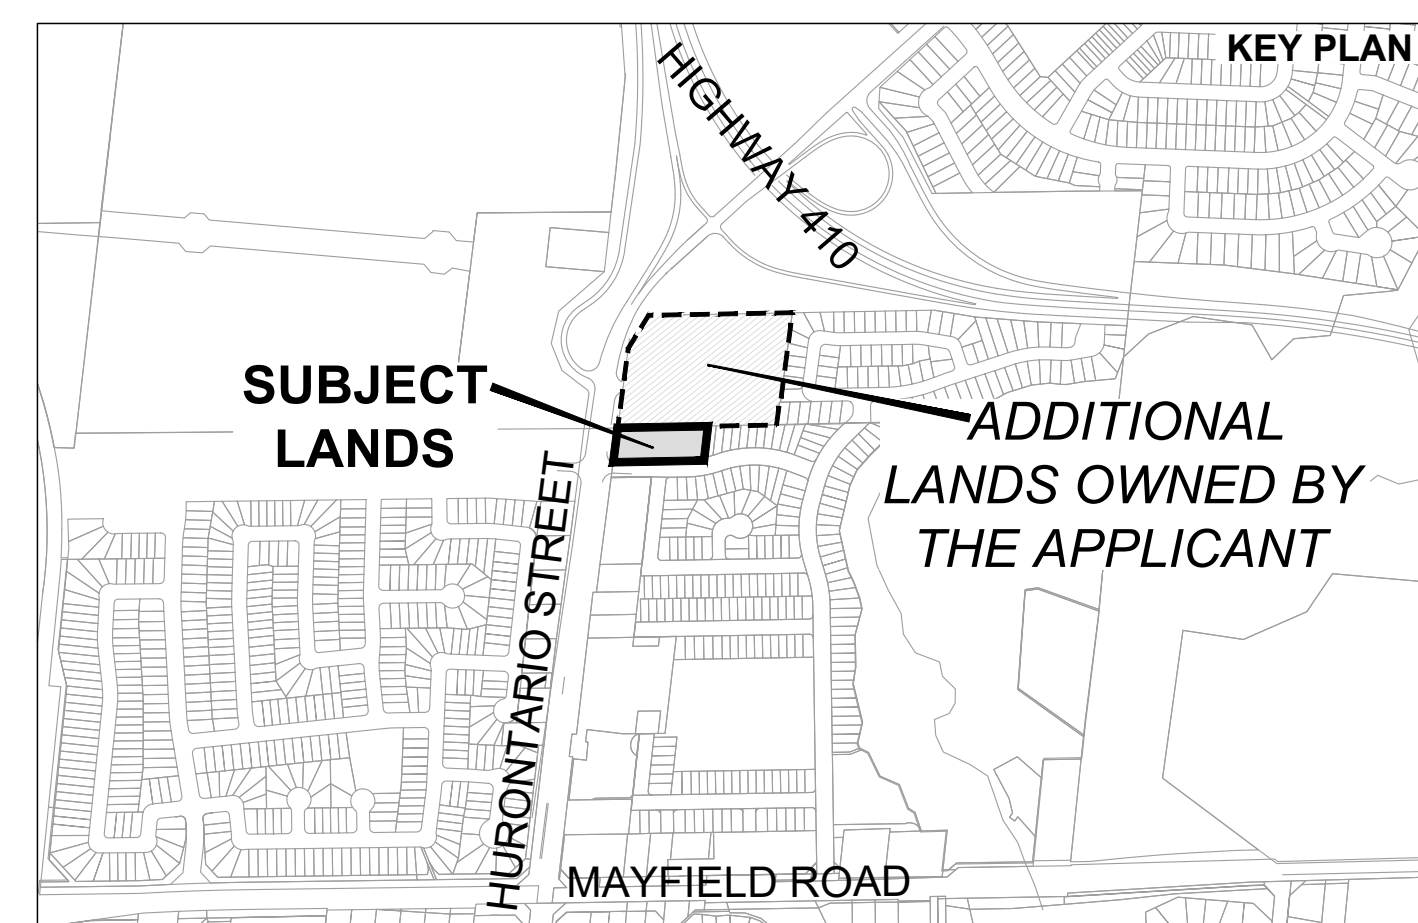 KEY PLAN
HIGHWAY 410
SUBJECT
LANDS
ADDITIONAL
LANDS OWNED BY
THE APPLICANT
HURONTARIO STREET
MAYFIELD ROAD